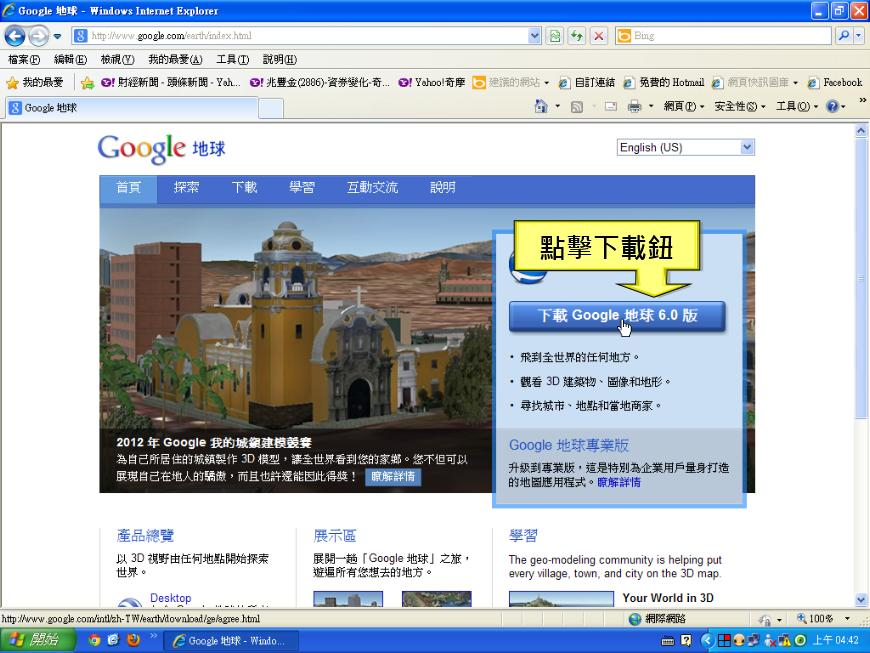 Google 地球 - Windows Internet Explorer
http://www.google.com/earth/index.html
Bing
檔案(F) 編輯(E) 檢視(V) 我的最愛(A) 工具(T) 說明(H)
我的最愛 財經新聞 - 頭條新聞 - Yah... 兆豐金(2886)-資券變化-奇... Yahoo!奇摩 建議的網站 自訂連結 免費的 Hotmail 網頁快訊圖庫 Facebook
Google 地球
網頁(P) 安全性(S) 工具(O)
Google 地球
English (US)
首頁 探索 下載 學習 互動交流 說明
點擊下載鈕
下載 Google 地球 6.0 版
• 飛到全世界的任何地方。
• 觀看 3D 建築物、圖像和地形。
• 尋找城市、地點和當地商家。
2012 年 Google 我的城鎮建模競賽
為自己所居住的城鎮製作 3D 模型，讓全世界看到您的家鄉。您不但可以
展現自己在地人的驕傲，而且也許還能因此得獎！ 瞭解詳情
Google 地球專業版
升級到專業版，這是特別為企業用戶量身打造
的地圖應用程式。瞭解詳情
產品總覽
以 3D 視野由任何地點開始探索
世界。
Desktop
展示區
展開一趟「Google 地球」之旅，
遊遍所有您想去的地方。
學習
The geo-modeling community is helping put
every village, town, and city on the 3D map.
Your World in 3D
http://www.google.com/intl/zh-TW/earth/download/ge/agree.html
網際網路
100%
開始
Google 地球 - Windo...
上午 04:42